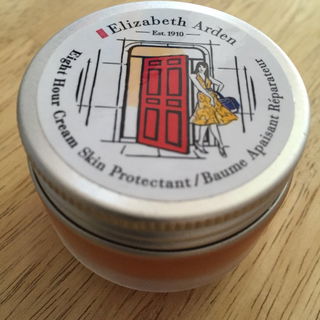 Elizabeth Arden
Est. 1910
Eight Hour Cream Skin Protectant/Baume Apaisant Réparateur